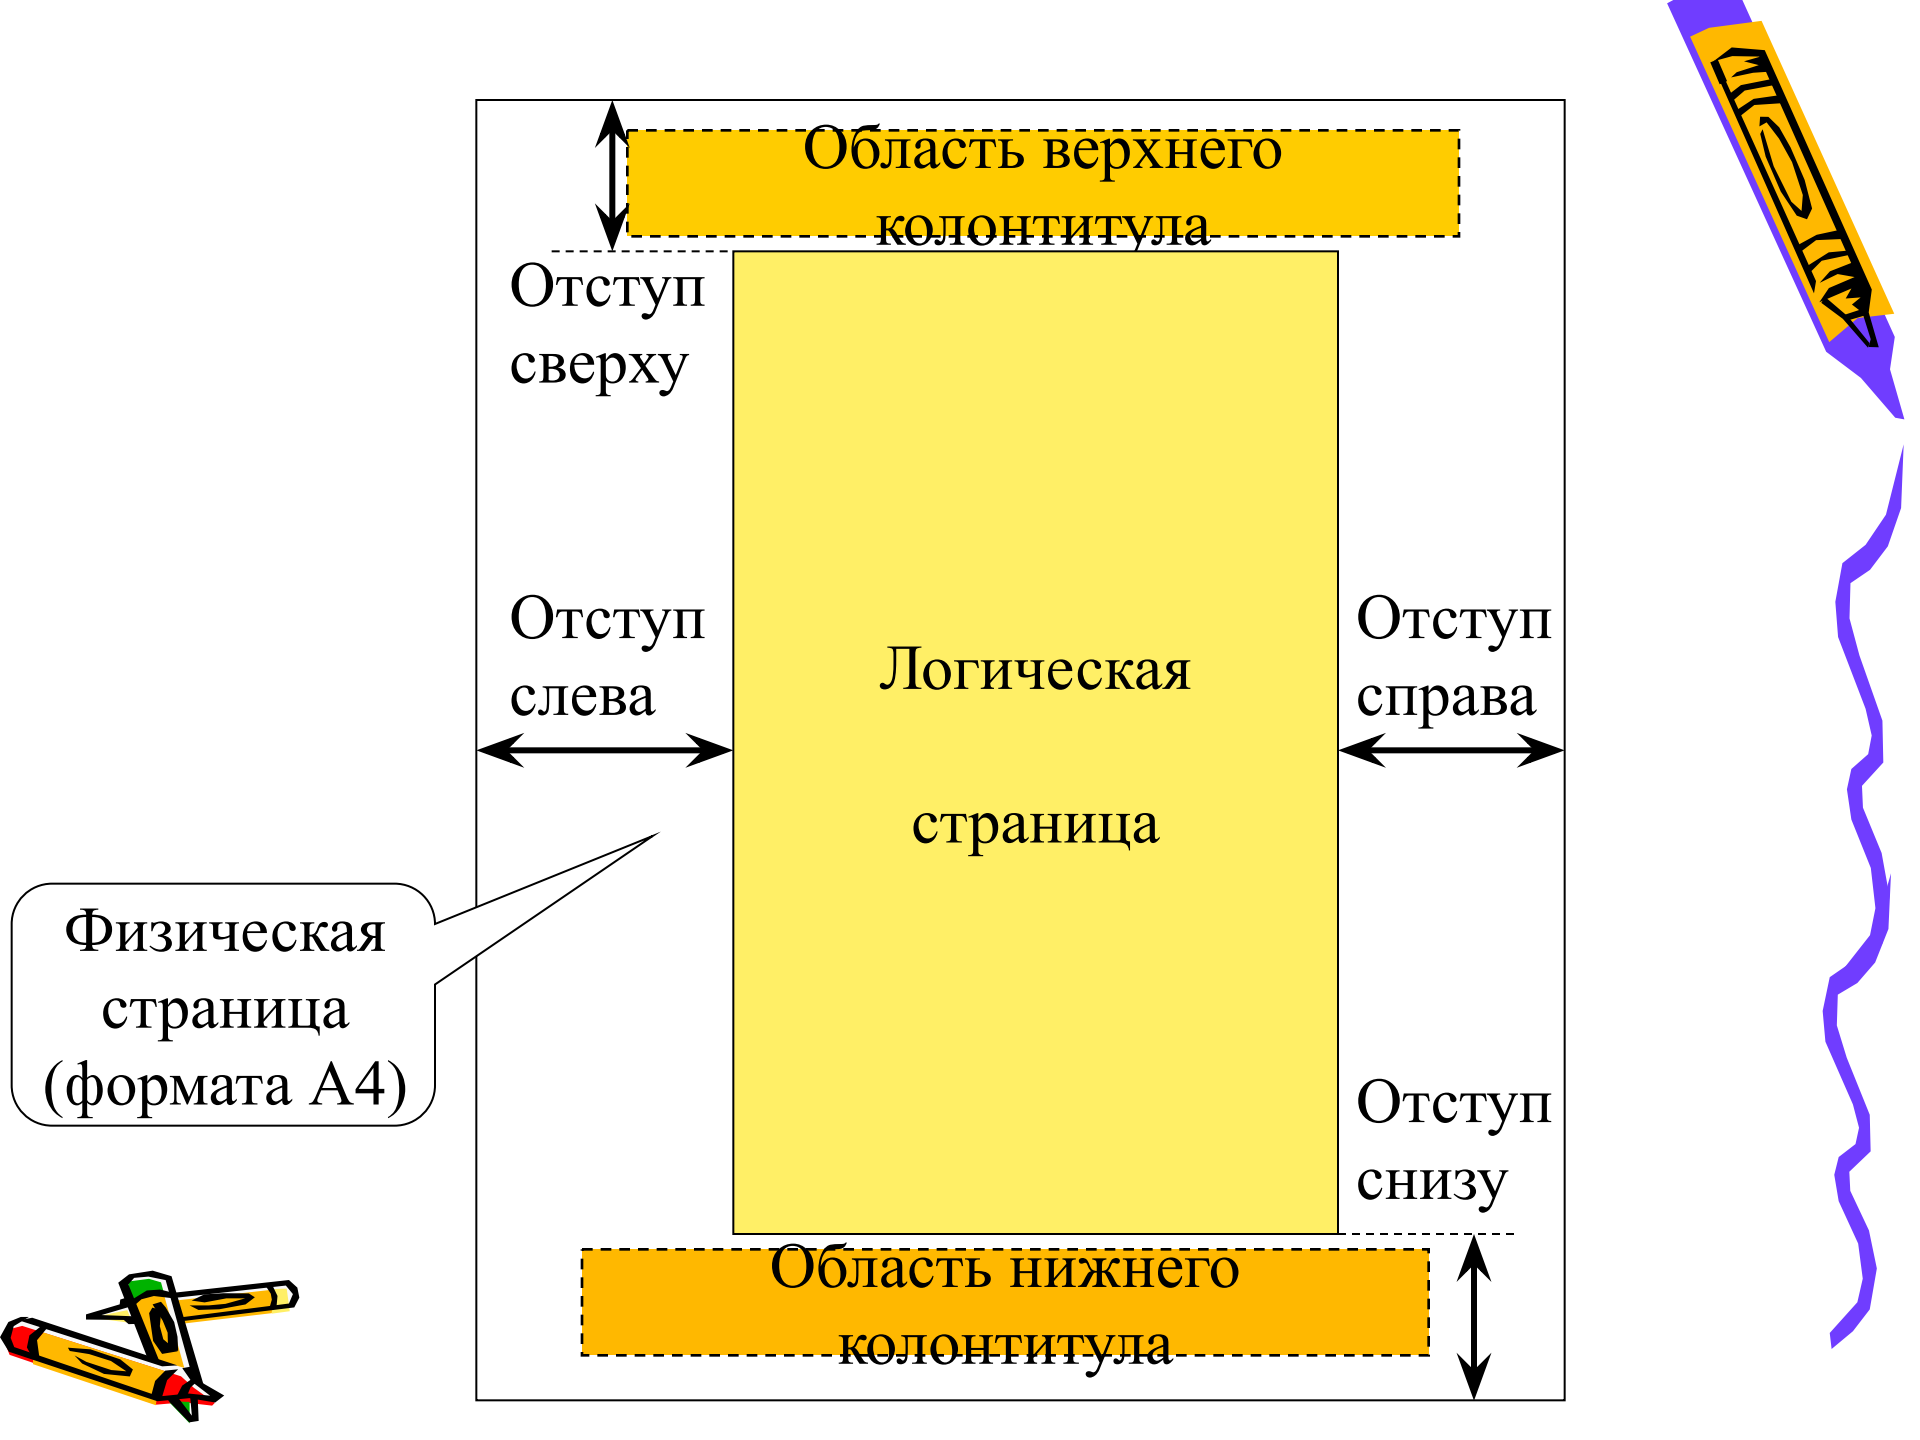 Область верхнего
колонтитула
Отступ
сверху
Отступ
слева
Логическая
страница
Отступ
справа
Физическая
страница
(формата А4)
Отступ
снизу
Область нижнего
колонтитула